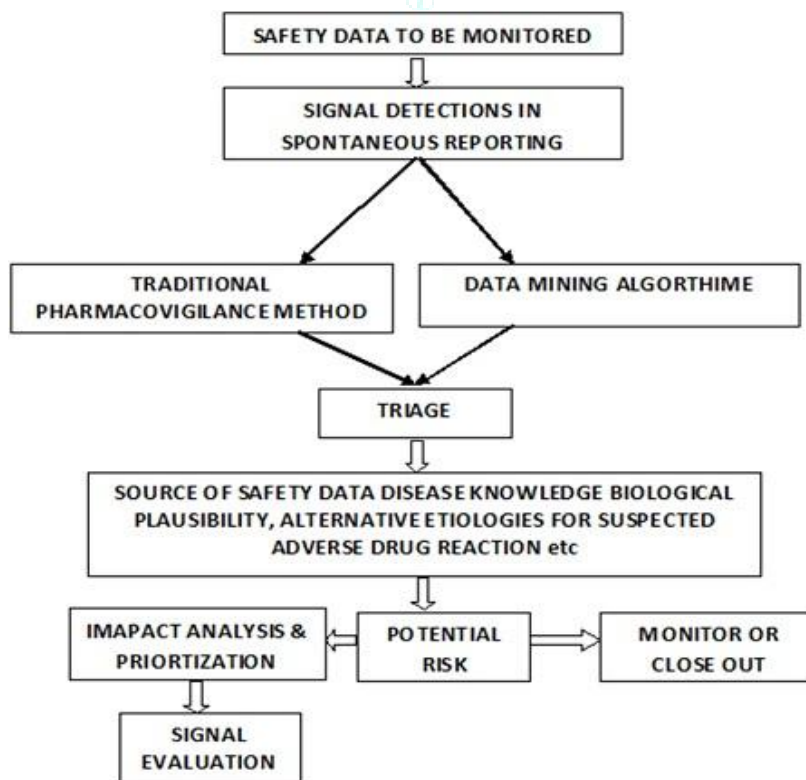 SAFETY DATA TO BE MONITORED
SIGNAL DETECTIONS IN
SPONTANEOUS REPORTING
TRADITIONAL
PHARMACOVIGILANCE METHOD
DATA MINING ALGORTHIME
TRIAGE
SOURCE OF SAFETY DATA DISEASE KNOWLEDGE BIOLOGICAL
PLAUSIBILITY, ALTERNATIVE ETIOLOGIES FOR SUSPECTED
ADVERSE DRUG REACTION etc
IMAPACT ANALYSIS &
PRIORTIZATION
POTENTIAL
RISK
MONITOR OR
CLOSE OUT
SIGNAL
EVALUATION